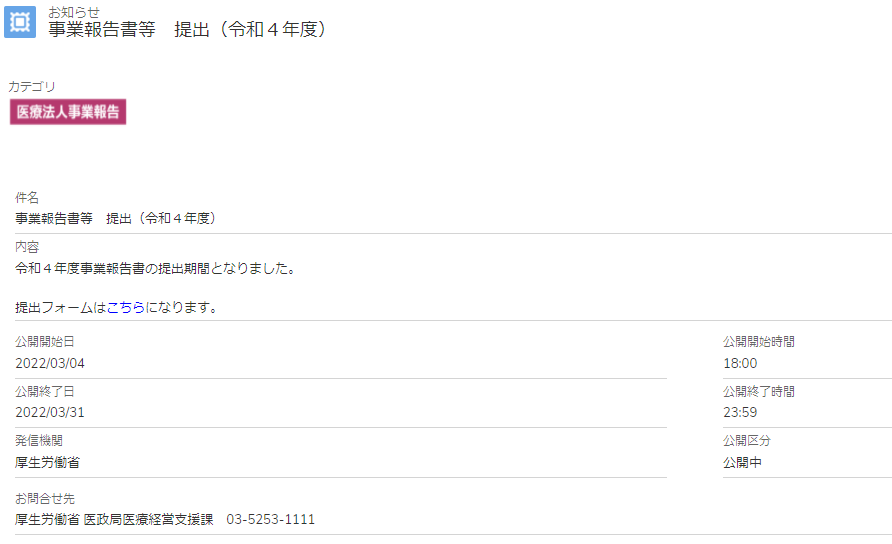 お知らせ
事業報告書等　提出（令和４年度）
カテゴリ
医療法人事業報告
件名
事業報告書等　提出（令和４年度）
内容
令和４年度事業報告書の提出期間となりました。
提出フォームはこちらになります。
公開開始日
2022/03/04
公開開始時間
18:00
公開終了日
2022/03/31
公開終了時間
23:59
発信機関
厚生労働省
公開区分
公開中
お問合せ先
厚生労働省 医政局医療経営支援課　03-5253-1111